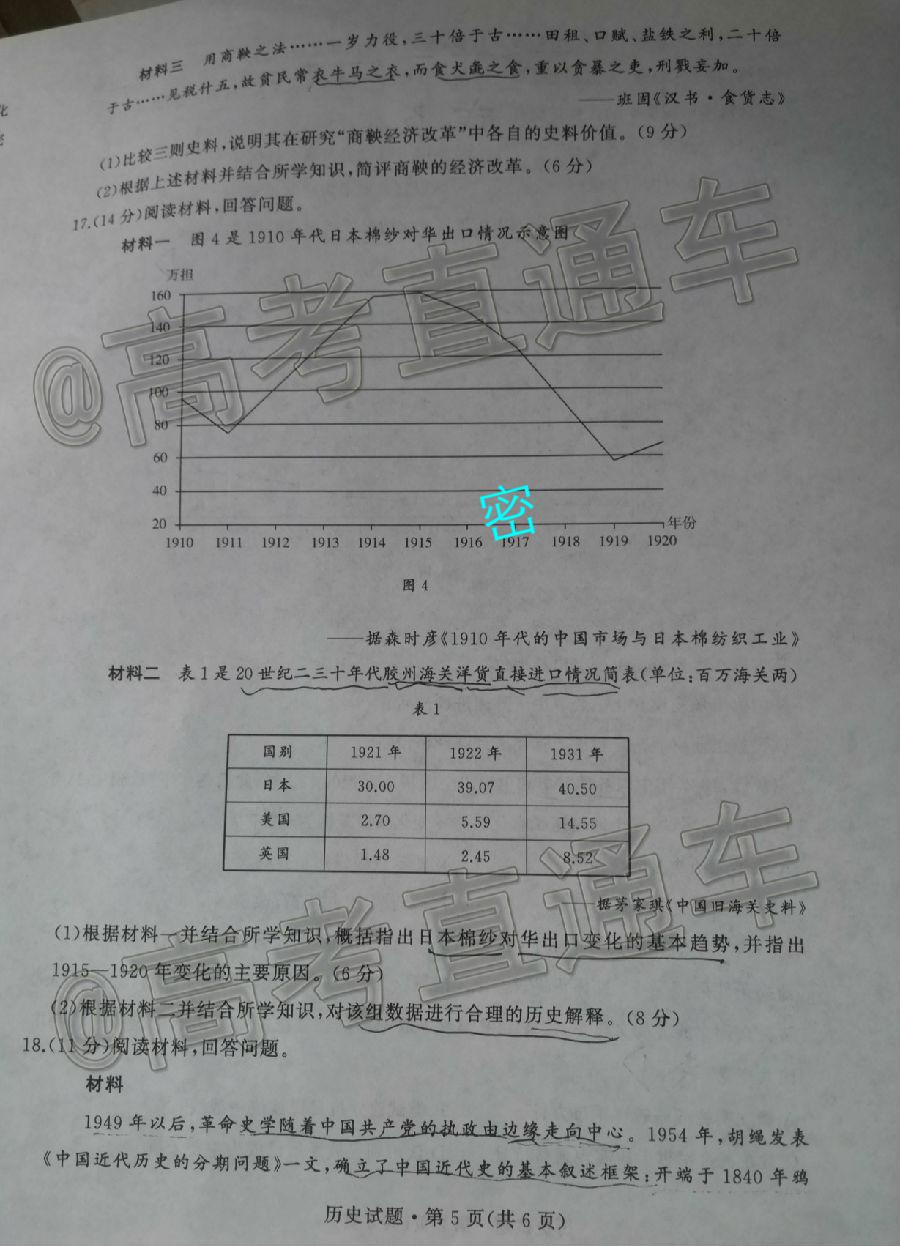 材料三 用商鞅之法……一岁力役,三十倍于古……田租、口赋、盐铁之利,二十倍
于古……见税什五,故贫民常衣牛马之衣,而食犬彘之食,重以贪暴之吏,刑戮妄加。
——班固《汉书·食货志》
(1)比较三则史料,说明其在研究“商鞅经济改革”中各自的史料价值。(9分)
(2)根据上述材料并结合所学知识,简评商鞅的经济改革。(6分)
17.(14分)阅读材料,回答问题。
材料一 图4是1910年代日本棉纱对华出口情况示意图
万担
160
140
120
100
80
60
40
20
年份
1910 1911 1912 1913 1914 1915 1916 1917 1918 1919 1920
密
图4
——据森时彦《1910年代的中国市场与日本棉纺织工业》
材料二 表1是20世纪二三十年代胶州海关洋货直接进口情况简表(单位:百万海关两)
表1
国别 1921年 1922年 1931年
日本 30.00 39.07 40.50
美国 2.70 5.59 14.55
英国 1.48 2.45 8.52
——据茅家琪《中国旧海关史料》
(1)根据材料一并结合所学知识,概括指出日本棉纱对华出口变化的基本趋势,并指出
1915—1920年变化的主要原因。(6分)
(2)根据材料二并结合所学知识,对该组数据进行合理的历史解释。(8分)
18.(11分)阅读材料,回答问题。
材料
1949年以后,革命史学随着中国共产党的执政由边缘走向中心。1954年,胡绳发表
《中国近代历史的分期问题》一文,确立了中国近代史的基本叙述框架:开端于1840年鸦
历史试题·第5页(共6页)
@高考直通车
@高考直通车